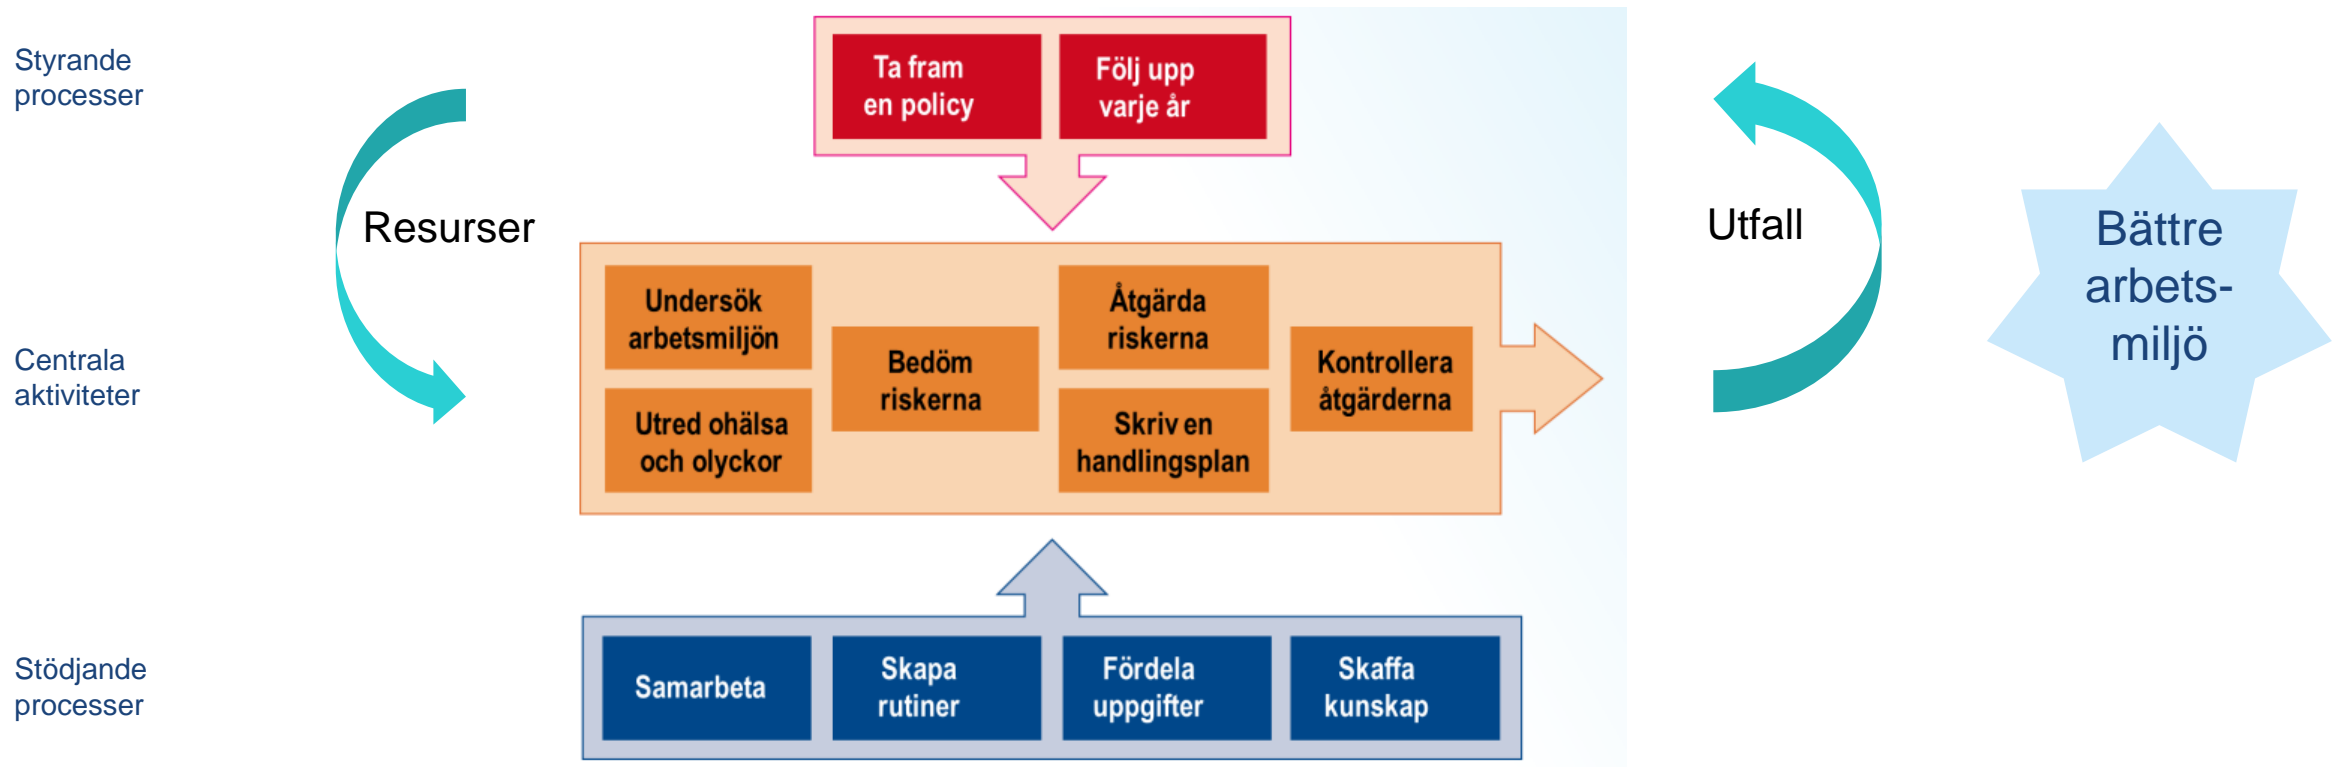 Styrande
processer
Ta fram
en policy
Följ upp
varje år
Resurser
Utfall
Bättre
arbets-
miljö
Centrala
aktiviteter
Undersök
arbetsmiljön
Utred ohälsa
och olyckor
Bedöm
riskerna
Åtgärda
riskerna
Skriv en
handlingsplan
Kontrollera
åtgärderna
Stödjande
processer
Samarbeta
Skapa
rutiner
Fördela
uppgifter
Skaffa
kunskap